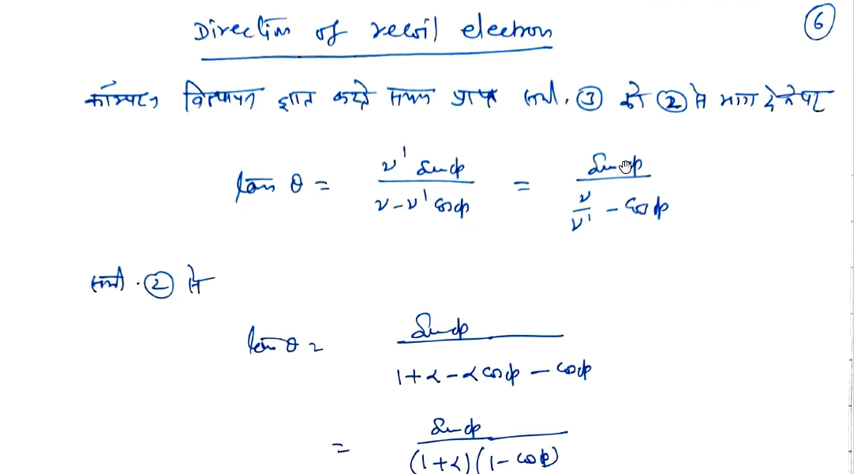 Direction of recoil electron
6
कॉम्पटन विस्थापन ज्ञात करते समय प्राप्त समी. ③ को ② से भाग देने पर
tan θ = ν' sinφ / (ν - ν' cosφ) = sinφ / (ν/ν' - cosφ)
समी. ② से
tan θ = sinφ / (1 + α - α cosφ - cosφ)
= sinφ / ((1+α)(1 - cosφ))